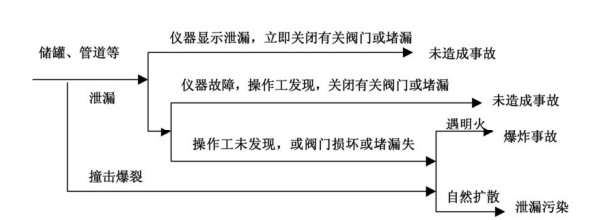 仪器显示泄漏，立即关闭有关阀门或堵漏
储罐、管道等
未造成事故
仪器故障，操作工发现，关闭有关阀门或堵漏
泄漏
未造成事故
遇明火
操作工未发现，或阀门损坏或堵漏失
爆炸事故
撞击爆裂
自然扩散
泄漏污染